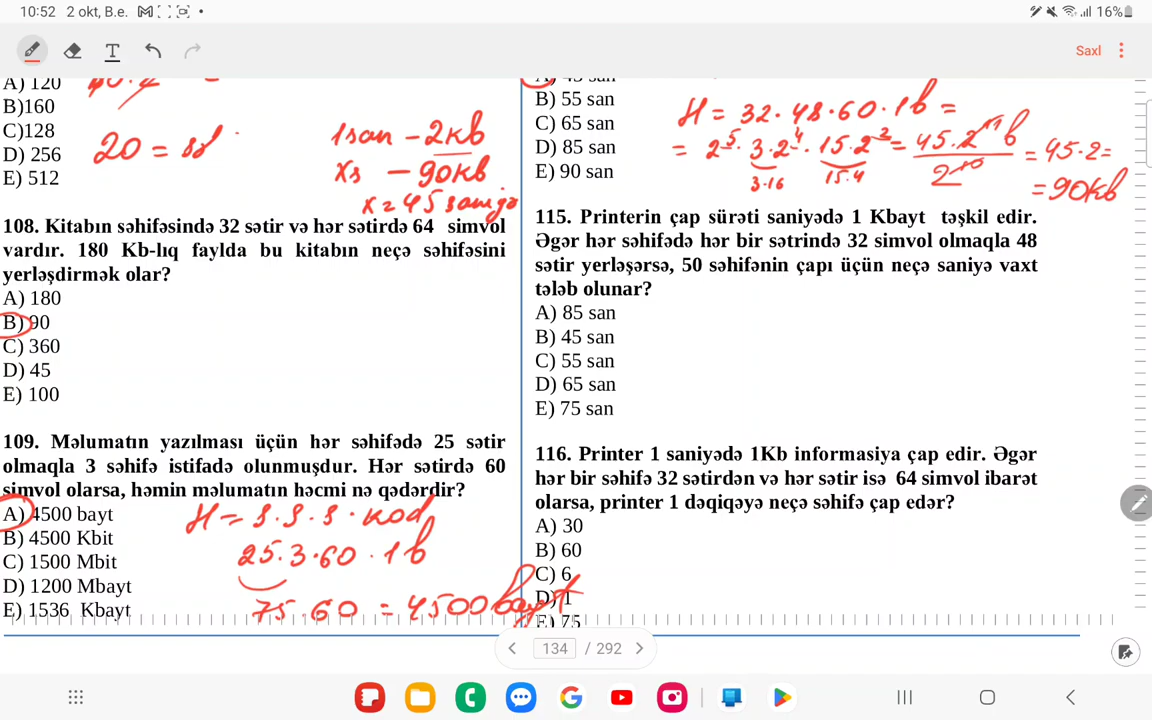 10:52 2 okt, B.e.
16%
Saxl
A) 120
B)160
C)128
D) 256
E) 512
20 =
1san - 2Kb
xs - 90Kb
x = 45 saniyə
108. Kitabın səhifəsində 32 sətir və hər sətirdə 64 simvol
vardır. 180 Kb-lıq faylda bu kitabın neçə səhifəsini
yerləşdirmək olar?
A) 180
B) 90
C) 360
D) 45
E) 100
109. Məlumatın yazılması üçün hər səhifədə 25 sətir
olmaqla 3 səhifə istifadə olunmuşdur. Hər sətirdə 60
simvol olarsa, həmin məlumatın həcmi nə qədərdir?
A) 4500 bayt
B) 4500 Kbit
C) 1500 Mbit
D) 1200 Mbayt
E) 1536 Kbayt
H = S.S.S. kod
25.3.60.1b
75.60 = 4500 bayt
A) 45 san
B) 55 san
C) 65 san
D) 85 san
E) 90 san
H = 32.48.60.1b =
= 2⁵. 3.2⁴. 15.2² = 45.2¹¹b / 2¹⁰ = 45.2 =
3.16 15.4
= 90Kb
115. Printerin çap sürəti saniyədə 1 Kbayt təşkil edir.
Əgər hər səhifədə hər bir sətrində 32 simvol olmaqla 48
sətir yerləşərsə, 50 səhifənin çapı üçün neçə saniyə vaxt
tələb olunar?
A) 85 san
B) 45 san
C) 55 san
D) 65 san
E) 75 san
116. Printer 1 saniyədə 1Kb informasiya çap edir. Əgər
hər bir səhifə 32 sətirdən və hər sətir isə 64 simvol ibarət
olarsa, printer 1 dəqiqəyə neçə səhifə çap edər?
A) 30
B) 60
C) 6
D) 1
E) 75
134 / 292